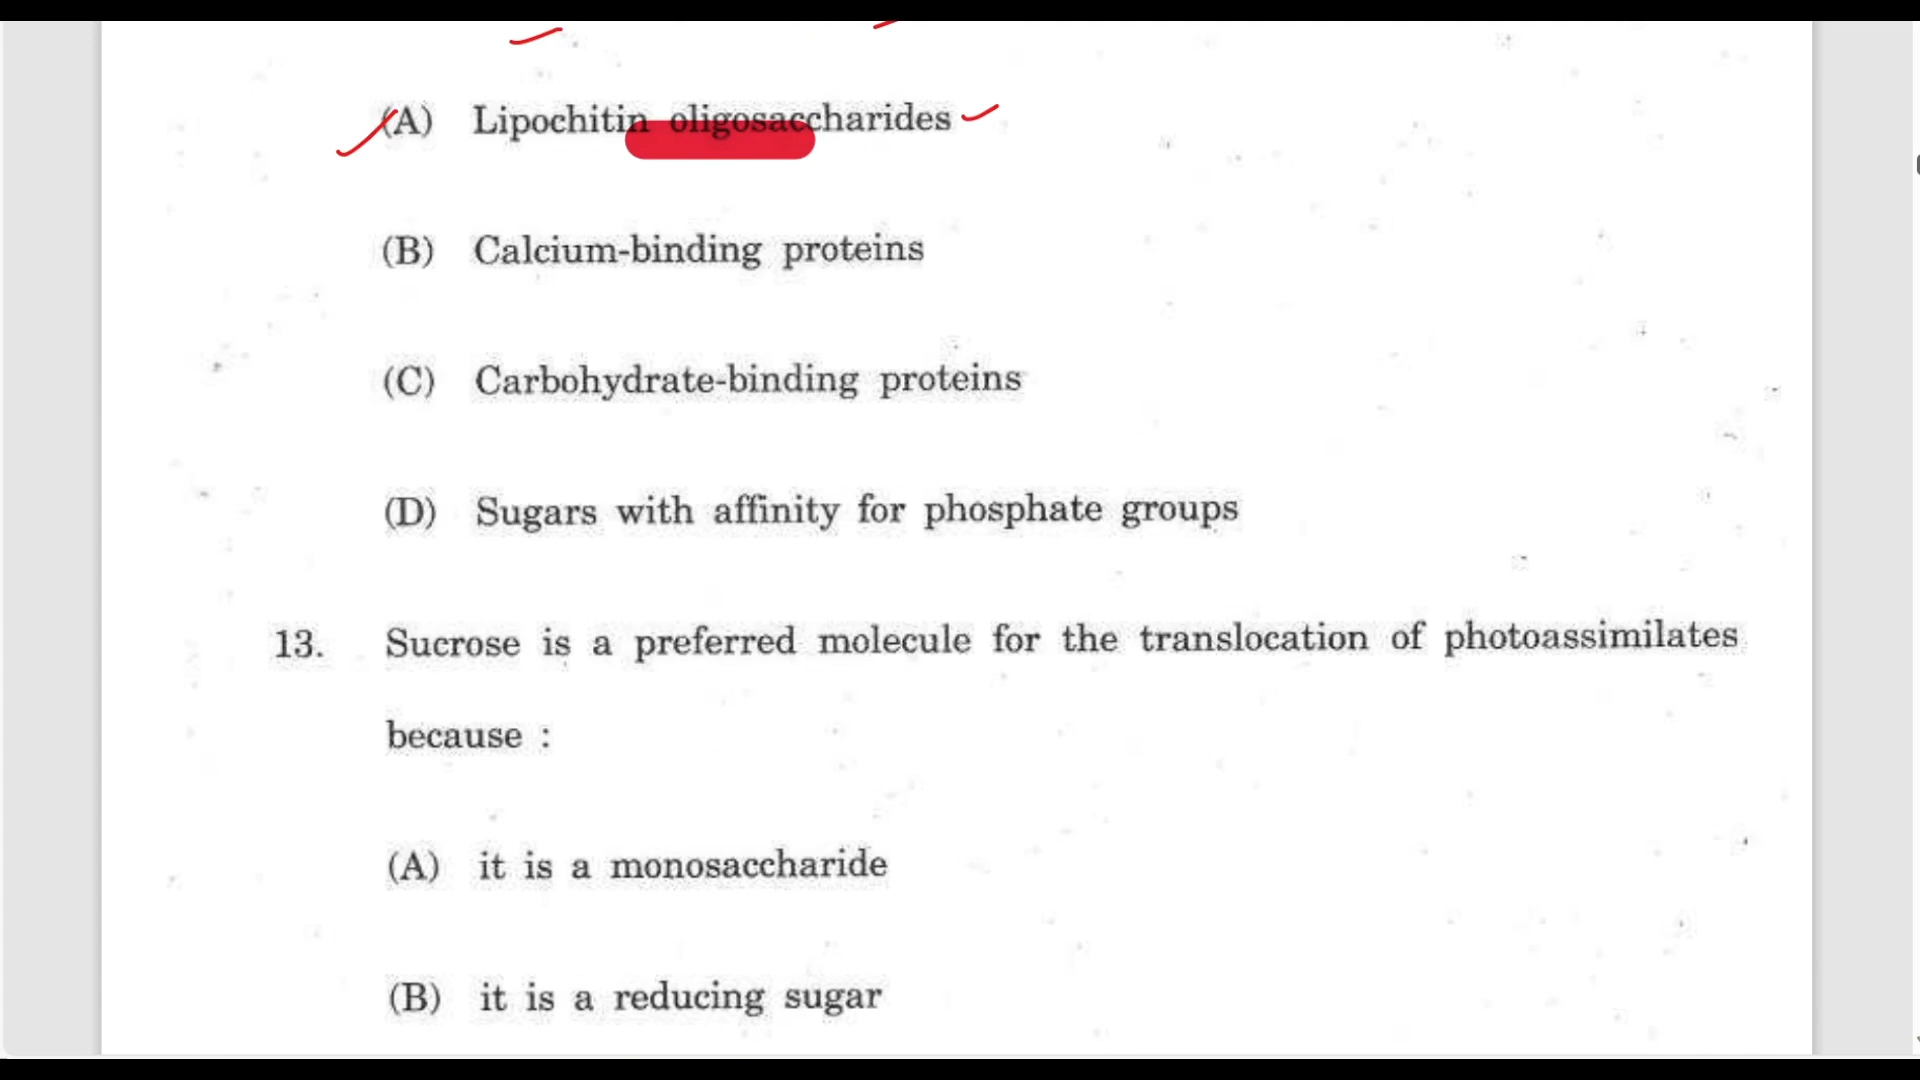 (A) Lipochitin oligosaccharides
(B) Calcium-binding proteins
(C) Carbohydrate-binding proteins
(D) Sugars with affinity for phosphate groups
13. Sucrose is a preferred molecule for the translocation of photoassimilates
because :
(A) it is a monosaccharide
(B) it is a reducing sugar